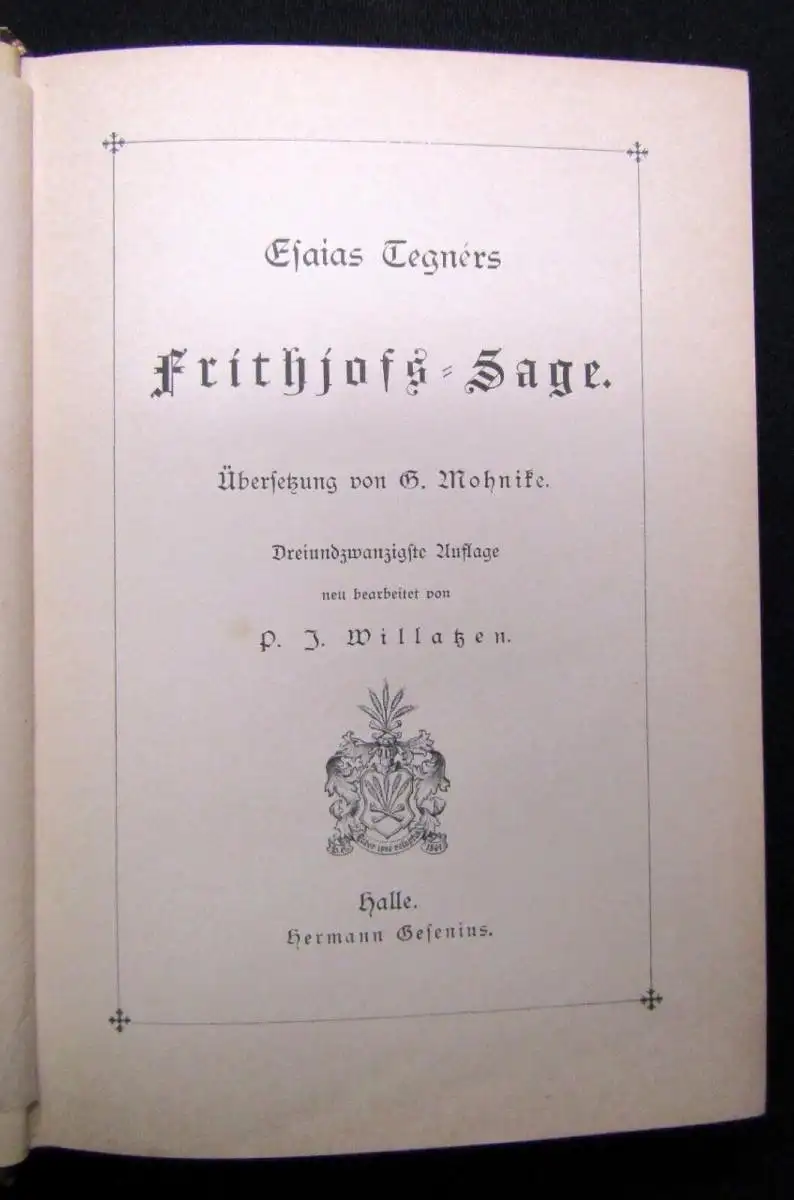 Esaias Tegnérs
Frithjofs-Sage.
Übersetzung von G. Mohnike.
Dreiundzwanzigste Auflage
neu bearbeitet von
P. J. Willatzen.
Halle.
Hermann Gesenius.